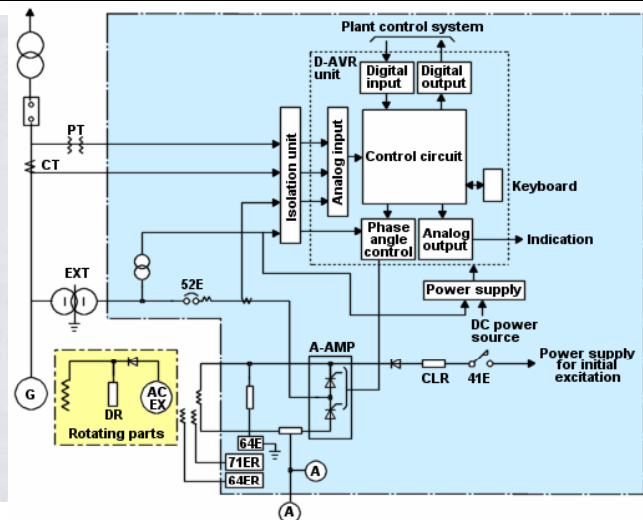 Plant control system
D-AVR
unit
Digital
input
Digital
output
PT
CT
Isolation unit
Analog input
Control circuit
Keyboard
Phase
angle
control
Analog
output
Indication
EXT
52E
Power supply
DC power
source
A-AMP
CLR
41E
Power supply
for initial
excitation
G
DR
AC
EX
Rotating parts
64E
71ER
64ER
A
A